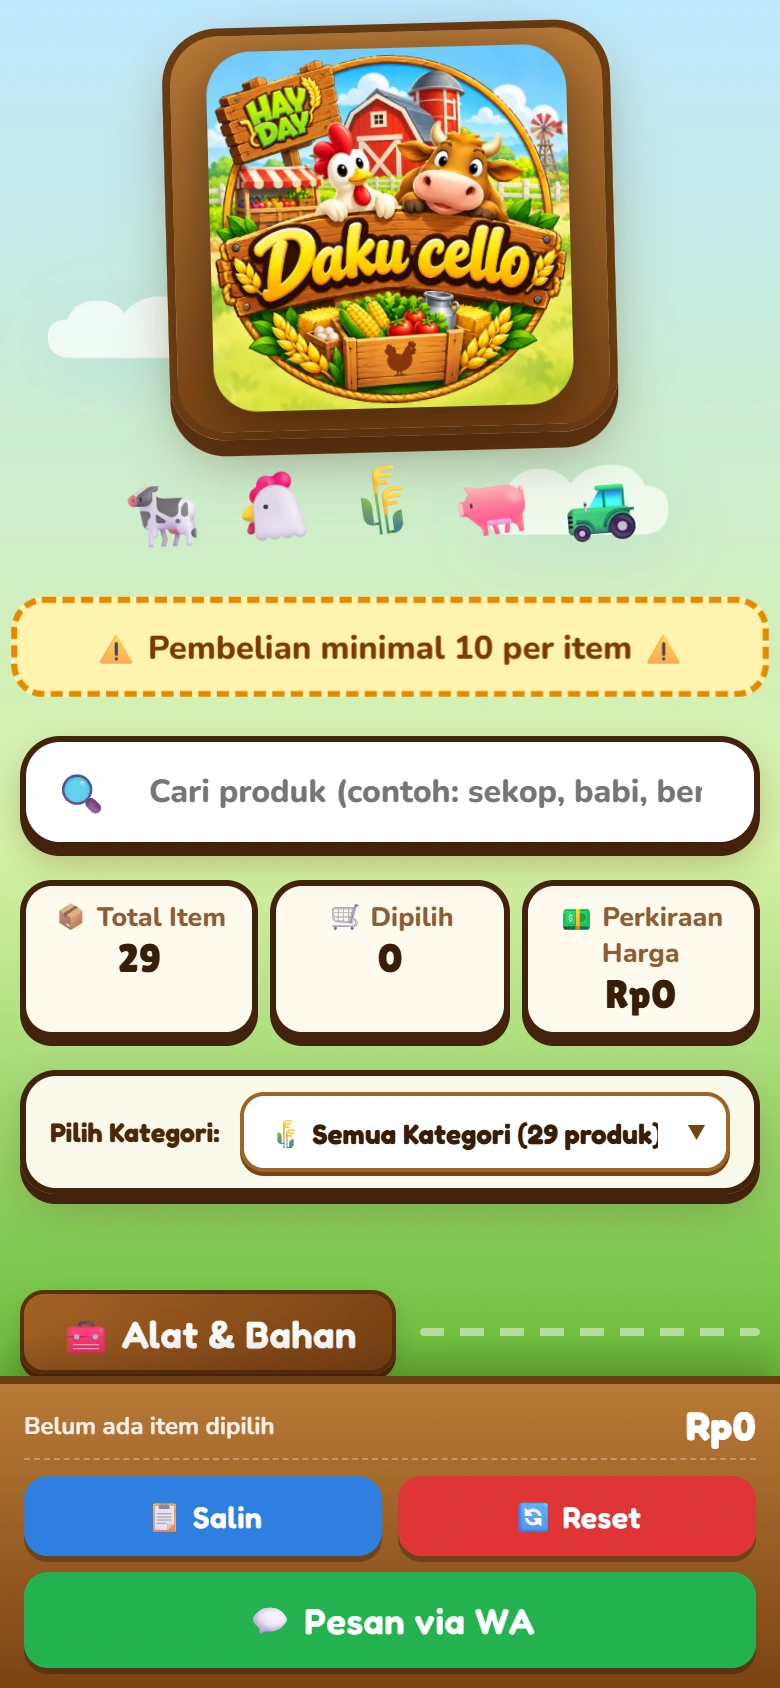 HAY
DAY
Daku cello
⚠️ Pembelian minimal 10 per item ⚠️
Cari produk (contoh: sekop, babi, ber
Total Item
29
Dipilih
0
Perkiraan
Harga
Rp0
Pilih Kategori:
Semua Kategori (29 produk)
Alat & Bahan
Belum ada item dipilih
Rp0
Salin
Reset
Pesan via WA